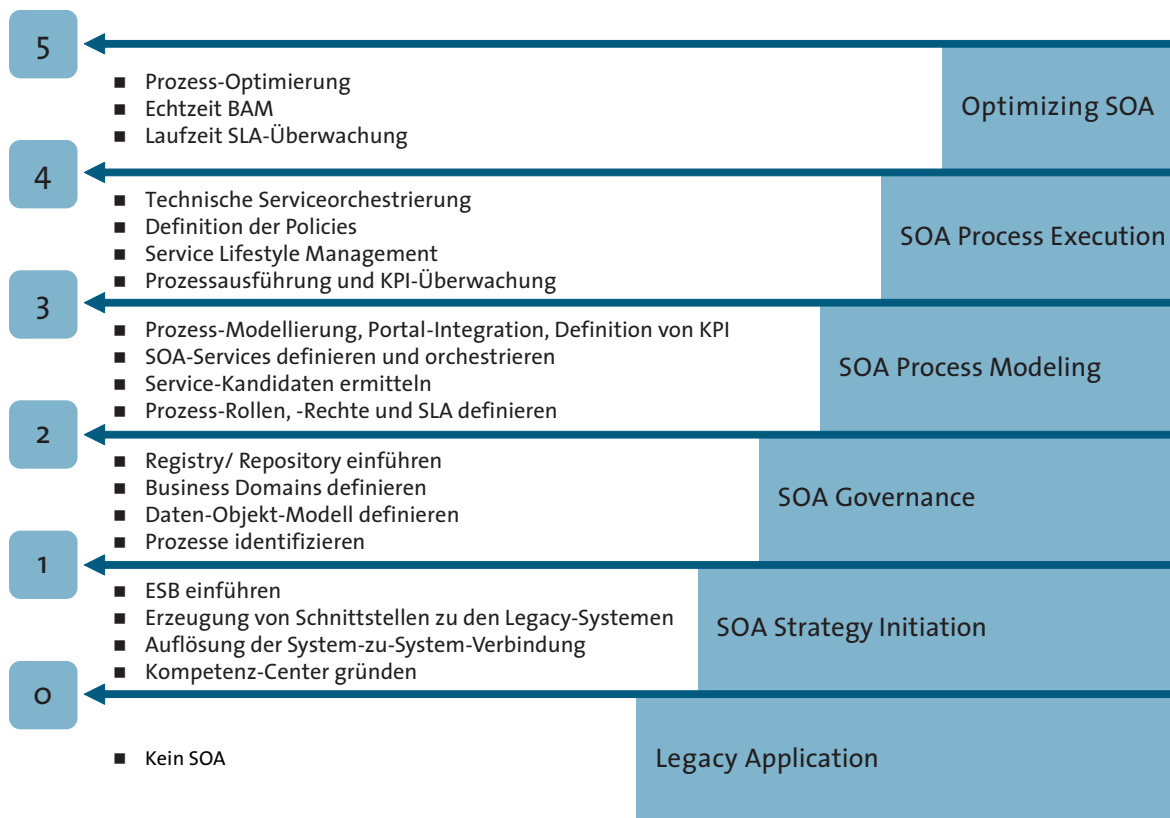 5
■ Prozess-Optimierung
■ Echtzeit BAM
■ Laufzeit SLA-Überwachung
Optimizing SOA
4
■ Technische Serviceorchestrierung
■ Definition der Policies
■ Service Lifestyle Management
■ Prozessausführung und KPI-Überwachung
SOA Process Execution
3
■ Prozess-Modellierung, Portal-Integration, Definition von KPI
■ SOA-Services definieren und orchestrieren
■ Service-Kandidaten ermitteln
■ Prozess-Rollen, -Rechte und SLA definieren
SOA Process Modeling
2
■ Registry/ Repository einführen
■ Business Domains definieren
■ Daten-Objekt-Modell definieren
■ Prozesse identifizieren
SOA Governance
1
■ ESB einführen
■ Erzeugung von Schnittstellen zu den Legacy-Systemen
■ Auflösung der System-zu-System-Verbindung
■ Kompetenz-Center gründen
SOA Strategy Initiation
0
■ Kein SOA
Legacy Application